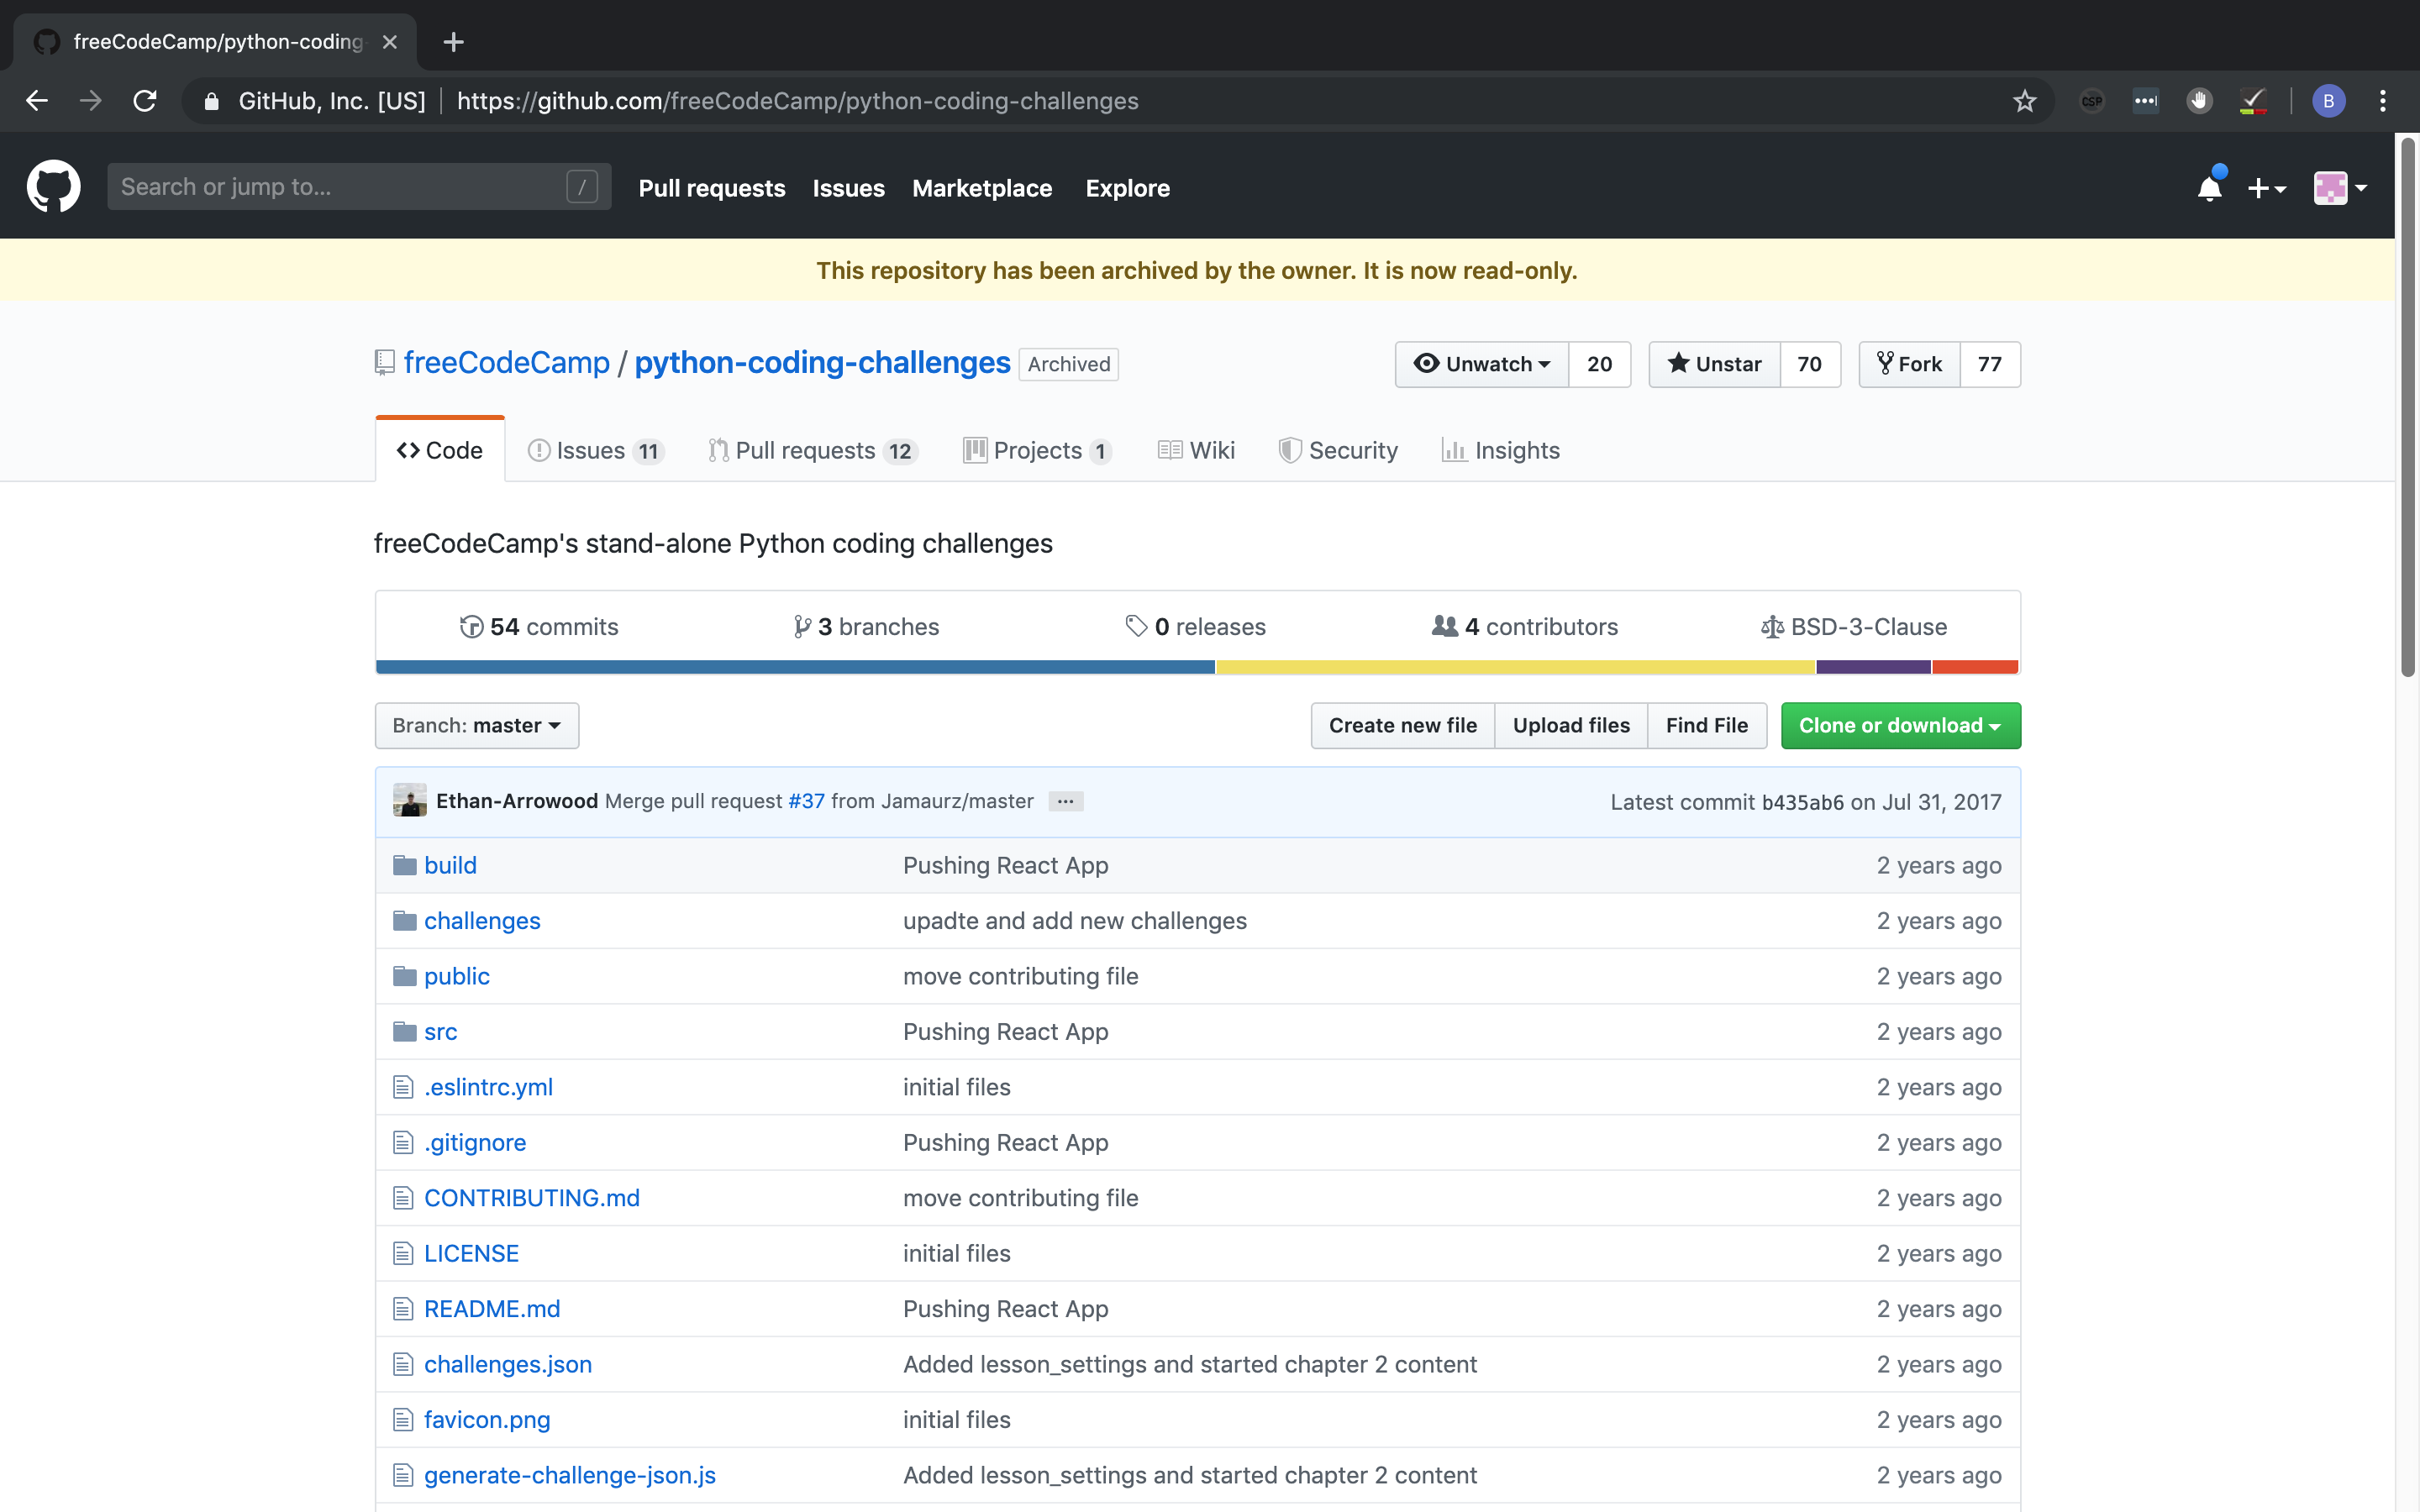 freeCodeCamp/python-coding
GitHub, Inc. [US] https://github.com/freeCodeCamp/python-coding-challenges CSP B
Search or jump to... / Pull requests Issues Marketplace Explore
This repository has been archived by the owner. It is now read-only.
freeCodeCamp / python-coding-challenges Archived Unwatch 20 Unstar 70 Fork 77
Code Issues 11 Pull requests 12 Projects 1 Wiki Security Insights
freeCodeCamp's stand-alone Python coding challenges
54 commits 3 branches 0 releases 4 contributors BSD-3-Clause
Branch: master Create new file Upload files Find File Clone or download
Ethan-Arrowood Merge pull request #37 from Jamaurz/master ... Latest commit b435ab6 on Jul 31, 2017
build Pushing React App 2 years ago
challenges upadte and add new challenges 2 years ago
public move contributing file 2 years ago
src Pushing React App 2 years ago
.eslintrc.yml initial files 2 years ago
.gitignore Pushing React App 2 years ago
CONTRIBUTING.md move contributing file 2 years ago
LICENSE initial files 2 years ago
README.md Pushing React App 2 years ago
challenges.json Added lesson_settings and started chapter 2 content 2 years ago
favicon.png initial files 2 years ago
generate-challenge-json.js Added lesson_settings and started chapter 2 content 2 years ago